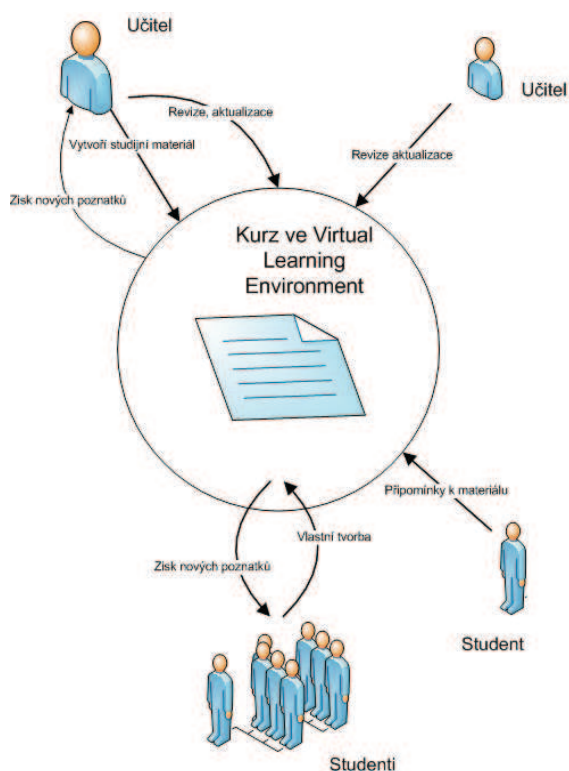 Učitel
Učitel
Revize, aktualizace
Vytvoří studijní materiál
Revize aktualizace
Zisk nových poznatků
Kurz ve Virtual
Learning
Environment
Připomínky k materiálu
Vlastní tvorba
Zisk nových poznatků
Student
Studenti